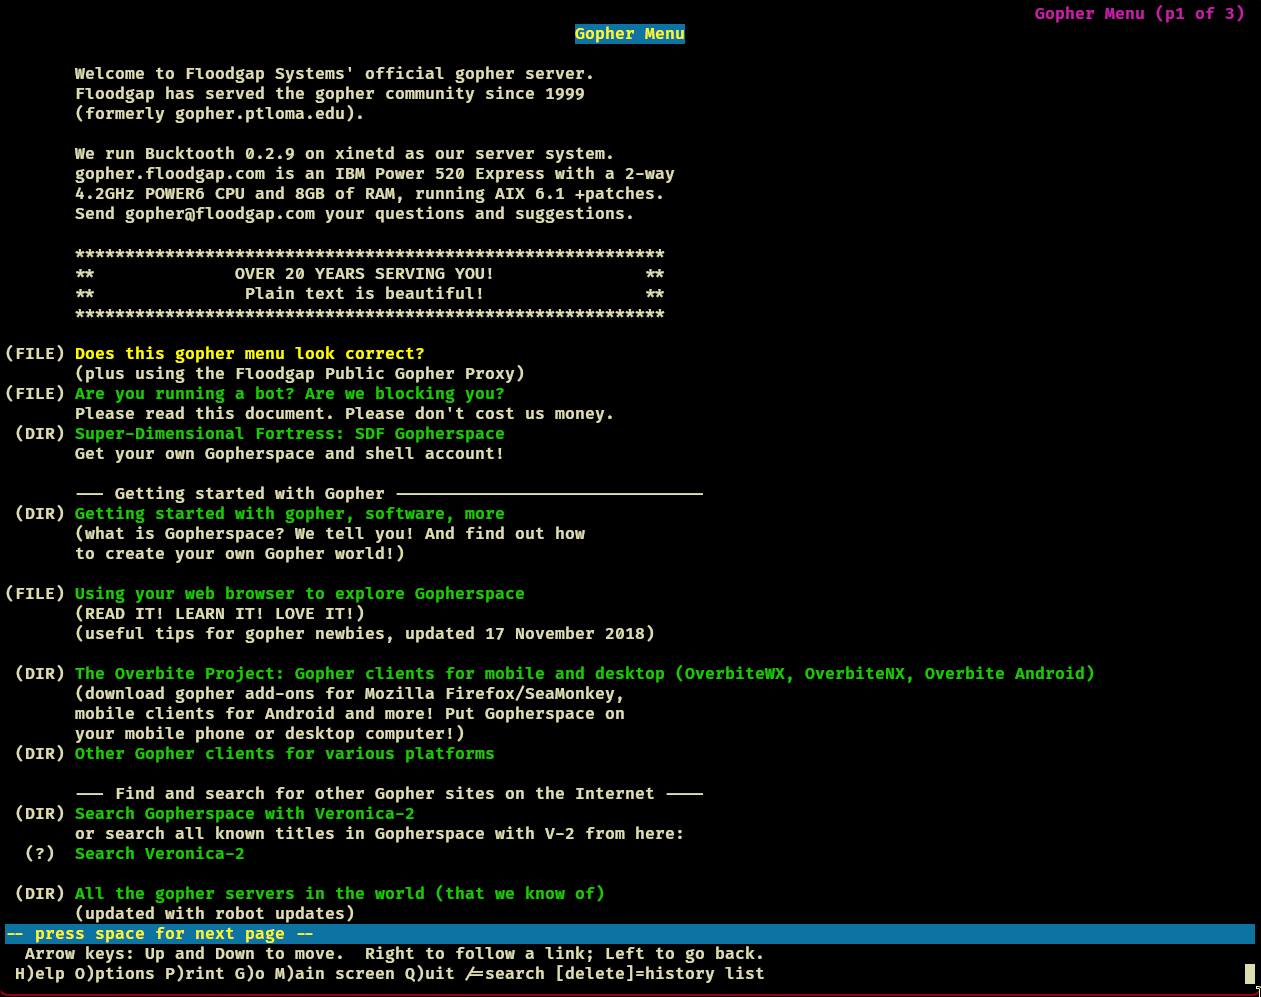 Gopher Menu (p1 of 3)
Gopher Menu
Welcome to Floodgap Systems' official gopher server.
Floodgap has served the gopher community since 1999
(formerly gopher.ptloma.edu).
We run Bucktooth 0.2.9 on xinetd as our server system.
gopher.floodgap.com is an IBM Power 520 Express with a 2-way
4.2GHz POWER6 CPU and 8GB of RAM, running AIX 6.1 +patches.
Send gopher@floodgap.com your questions and suggestions.
***********************************************************
**              OVER 20 YEARS SERVING YOU!               **
**               Plain text is beautiful!                **
***********************************************************
(FILE) Does this gopher menu look correct?
(plus using the Floodgap Public Gopher Proxy)
(FILE) Are you running a bot? Are we blocking you?
Please read this document. Please don't cost us money.
(DIR) Super-Dimensional Fortress: SDF Gopherspace
Get your own Gopherspace and shell account!
--- Getting started with Gopher -------------------------------
(DIR) Getting started with gopher, software, more
(what is Gopherspace? We tell you! And find out how
to create your own Gopher world!)
(FILE) Using your web browser to explore Gopherspace
(READ IT! LEARN IT! LOVE IT!)
(useful tips for gopher newbies, updated 17 November 2018)
(DIR) The Overbite Project: Gopher clients for mobile and desktop (OverbiteWX, OverbiteNX, Overbite Android)
(download gopher add-ons for Mozilla Firefox/SeaMonkey,
mobile clients for Android and more! Put Gopherspace on
your mobile phone or desktop computer!)
(DIR) Other Gopher clients for various platforms
--- Find and search for other Gopher sites on the Internet ----
(DIR) Search Gopherspace with Veronica-2
or search all known titles in Gopherspace with V-2 from here:
(?) Search Veronica-2
(DIR) All the gopher servers in the world (that we know of)
(updated with robot updates)
-- press space for next page --
Arrow keys: Up and Down to move.  Right to follow a link; Left to go back.
H)elp O)ptions P)rint G)o M)ain screen Q)uit /=search [delete]=history list